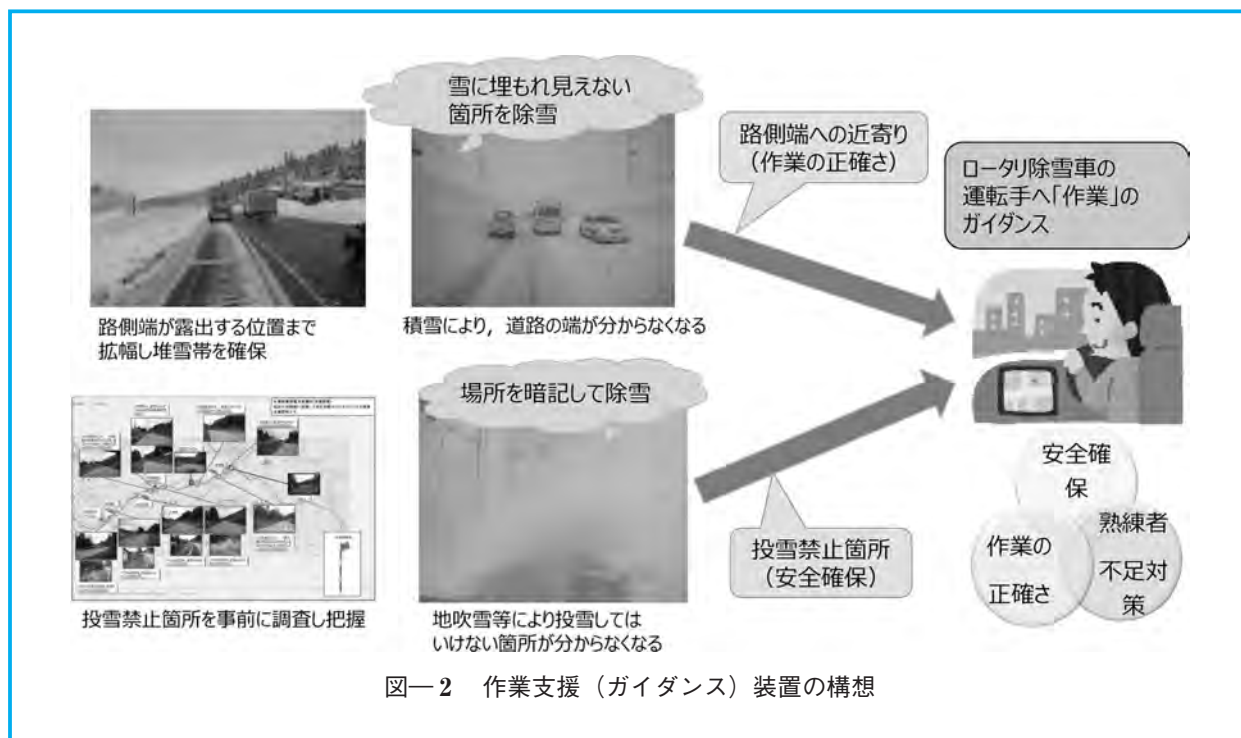 雪に埋もれ見えない
箇所を除雪
路側端への近寄り
(作業の正確さ)
ロータリ除雪車の
運転手へ「作業」の
ガイダンス
路側端が露出する位置まで
拡幅し堆雪帯を確保
積雪により，道路の端が分からなくなる
場所を暗記して除雪
投雪禁止箇所
(安全確保)
安全確
保
作業の
正確さ
熟練者
不足対
策
投雪禁止箇所を事前に調査し把握
地吹雪等により投雪しては
いけない箇所が分からなくなる
図―2 作業支援（ガイダンス）装置の構想